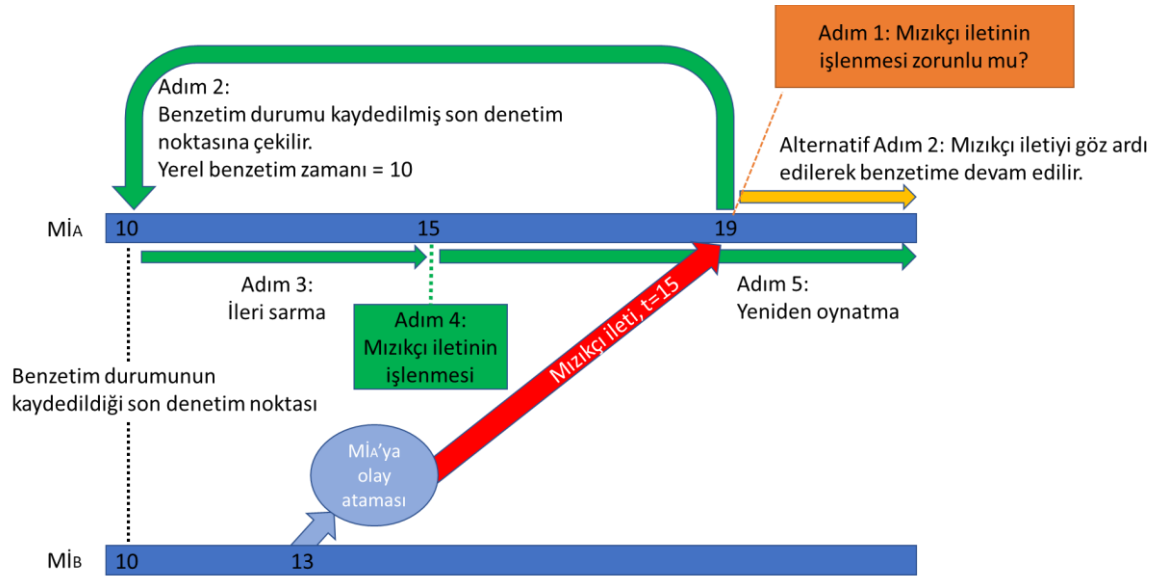 Adım 1: Mızıkçı iletinin
işlenmesi zorunlu mu?
Adım 2:
Benzetim durumu kaydedilmiş son denetim
noktasına çekilir.
Yerel benzetim zamanı = 10
Alternatif Adım 2: Mızıkçı iletiyi göz ardı
edilerek benzetime devam edilir.
MİA
10
15
19
Adım 3:
İleri sarma
Adım 4:
Mızıkçı iletinin
işlenmesi
Mızıkçı ileti, t=15
Adım 5:
Yeniden oynatma
Benzetim durumunun
kaydedildiği son denetim noktası
MİA'ya
olay
ataması
MİB
10
13